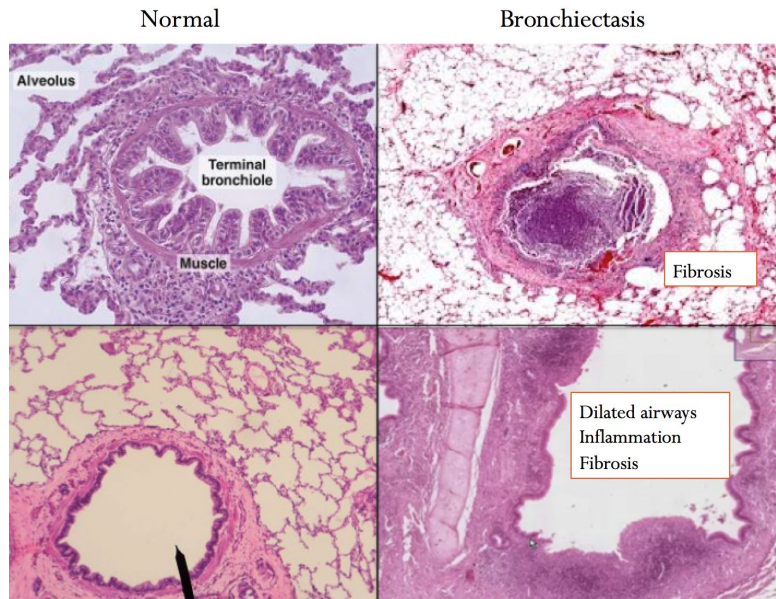 Normal
Bronchiectasis
Alveolus
Terminal
bronchiole
Muscle
Fibrosis
Dilated airways
Inflammation
Fibrosis